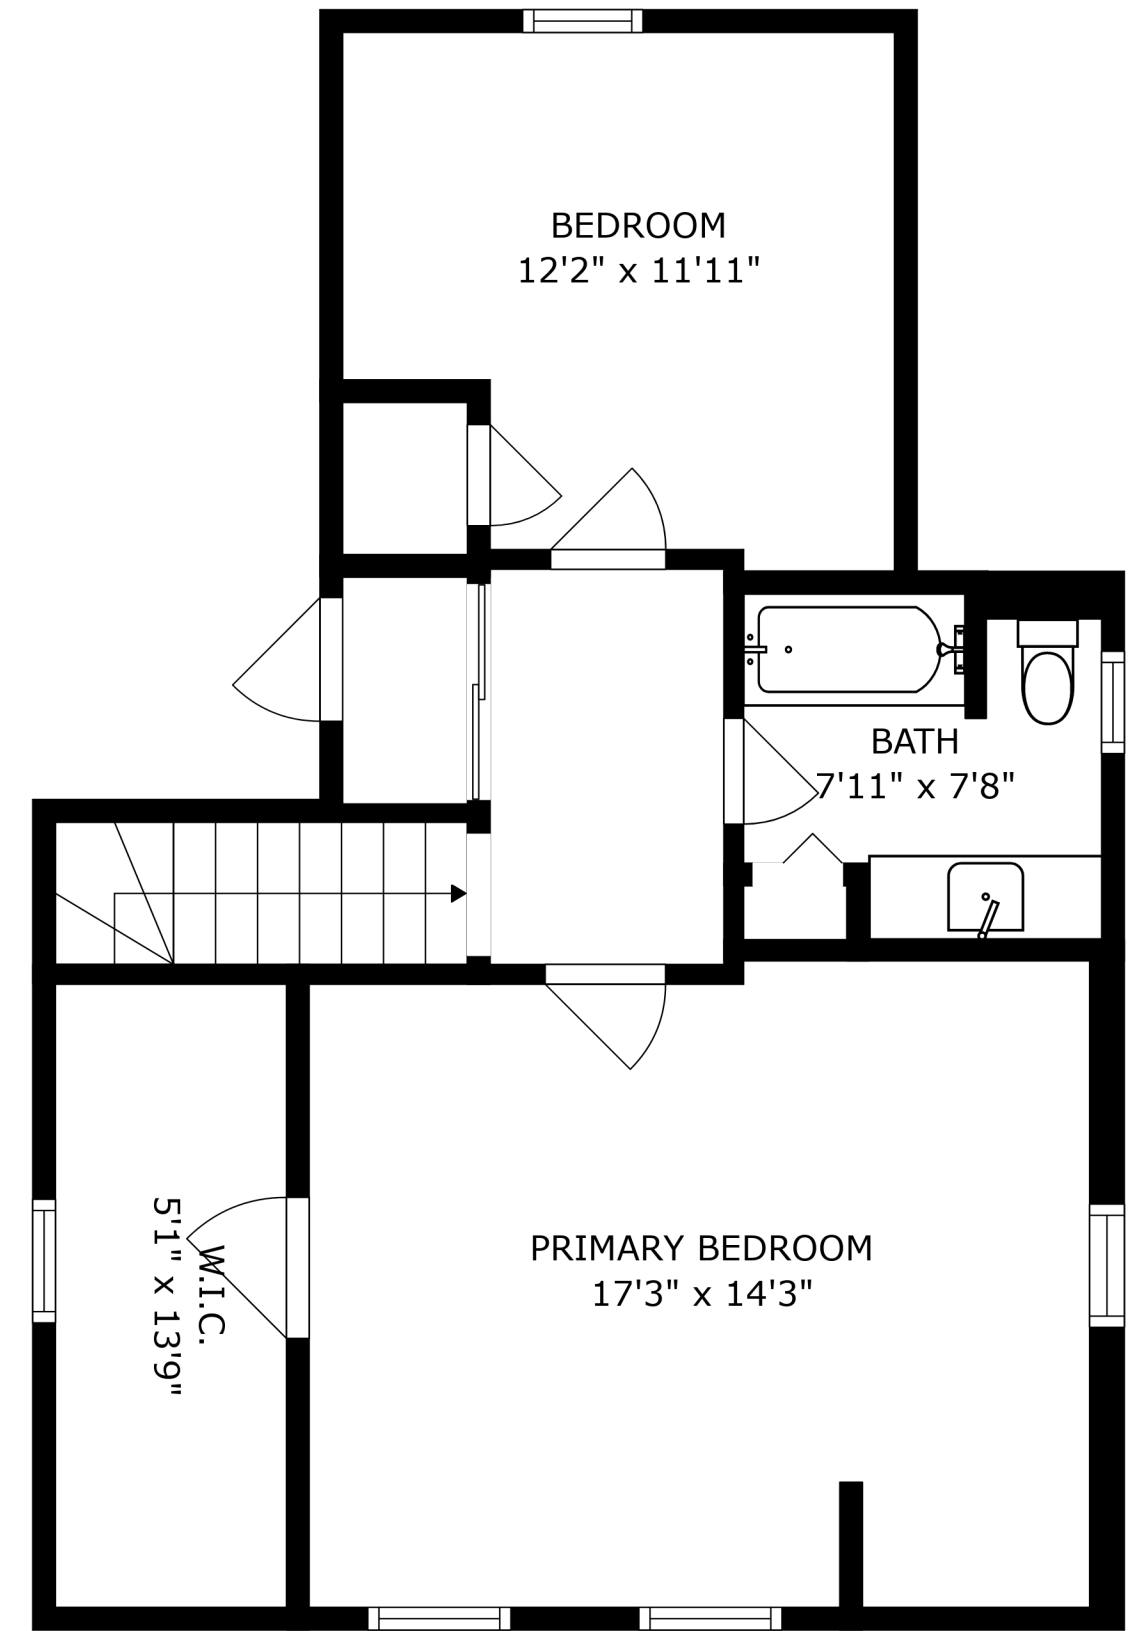 BEDROOM
12'2" x 11'11"
BATH
7'11" x 7'8"
PRIMARY BEDROOM
17'3" x 14'3"
W.I.C.
5'1" x 13'9"